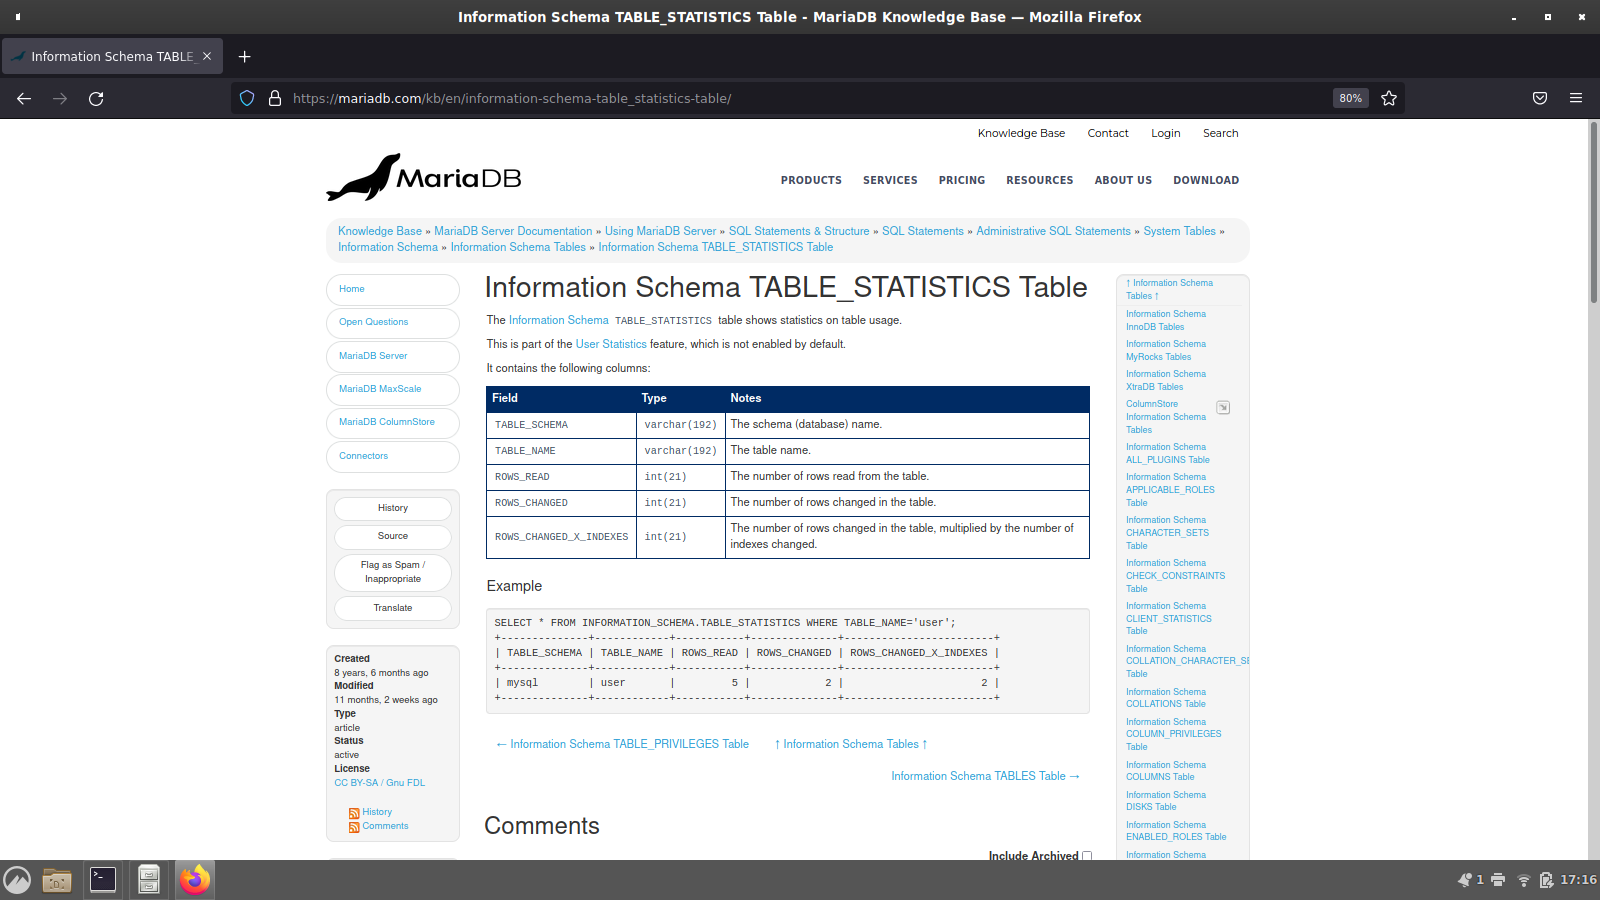 Information Schema TABLE_STATISTICS Table - MariaDB Knowledge Base — Mozilla Firefox
Information Schema TABLE_
https://mariadb.com/kb/en/information-schema-table_statistics-table/
80%
Knowledge Base Contact Login Search
MariaDB
PRODUCTS SERVICES PRICING RESOURCES ABOUT US DOWNLOAD
Knowledge Base » MariaDB Server Documentation » Using MariaDB Server » SQL Statements & Structure » SQL Statements » Administrative SQL Statements » System Tables »
Information Schema » Information Schema Tables » Information Schema TABLE_STATISTICS Table
Home
Open Questions
MariaDB Server
MariaDB MaxScale
MariaDB ColumnStore
Connectors
History
Source
Flag as Spam /
Inappropriate
Translate
Created
8 years, 6 months ago
Modified
11 months, 2 weeks ago
Type
article
Status
active
License
CC BY-SA / Gnu FDL
History
Comments
Information Schema TABLE_STATISTICS Table
The Information Schema TABLE_STATISTICS table shows statistics on table usage.
This is part of the User Statistics feature, which is not enabled by default.
It contains the following columns:
Field Type Notes
TABLE_SCHEMA varchar(192) The schema (database) name.
TABLE_NAME varchar(192) The table name.
ROWS_READ int(21) The number of rows read from the table.
ROWS_CHANGED int(21) The number of rows changed in the table.
ROWS_CHANGED_X_INDEXES int(21) The number of rows changed in the table, multiplied by the number of
indexes changed.
Example
SELECT * FROM INFORMATION_SCHEMA.TABLE_STATISTICS WHERE TABLE_NAME='user';
+--------------+------------+-----------+--------------+------------------------+
| TABLE_SCHEMA | TABLE_NAME | ROWS_READ | ROWS_CHANGED | ROWS_CHANGED_X_INDEXES |
+--------------+------------+-----------+--------------+------------------------+
| mysql        | user       |         5 |            2 |                      2 |
+--------------+------------+-----------+--------------+------------------------+
← Information Schema TABLE_PRIVILEGES Table ↑ Information Schema Tables ↑
Information Schema TABLES Table →
Comments
Include Archived
↑ Information Schema
Tables ↑
Information Schema
InnoDB Tables
Information Schema
MyRocks Tables
Information Schema
XtraDB Tables
ColumnStore
Information Schema
Tables
Information Schema
ALL_PLUGINS Table
Information Schema
APPLICABLE_ROLES
Table
Information Schema
CHARACTER_SETS
Table
Information Schema
CHECK_CONSTRAINTS
Table
Information Schema
CLIENT_STATISTICS
Table
Information Schema
COLLATION_CHARACTER_SE
Table
Information Schema
COLLATIONS Table
Information Schema
COLUMN_PRIVILEGES
Table
Information Schema
COLUMNS Table
Information Schema
DISKS Table
Information Schema
ENABLED_ROLES Table
Information Schema
1 17:16